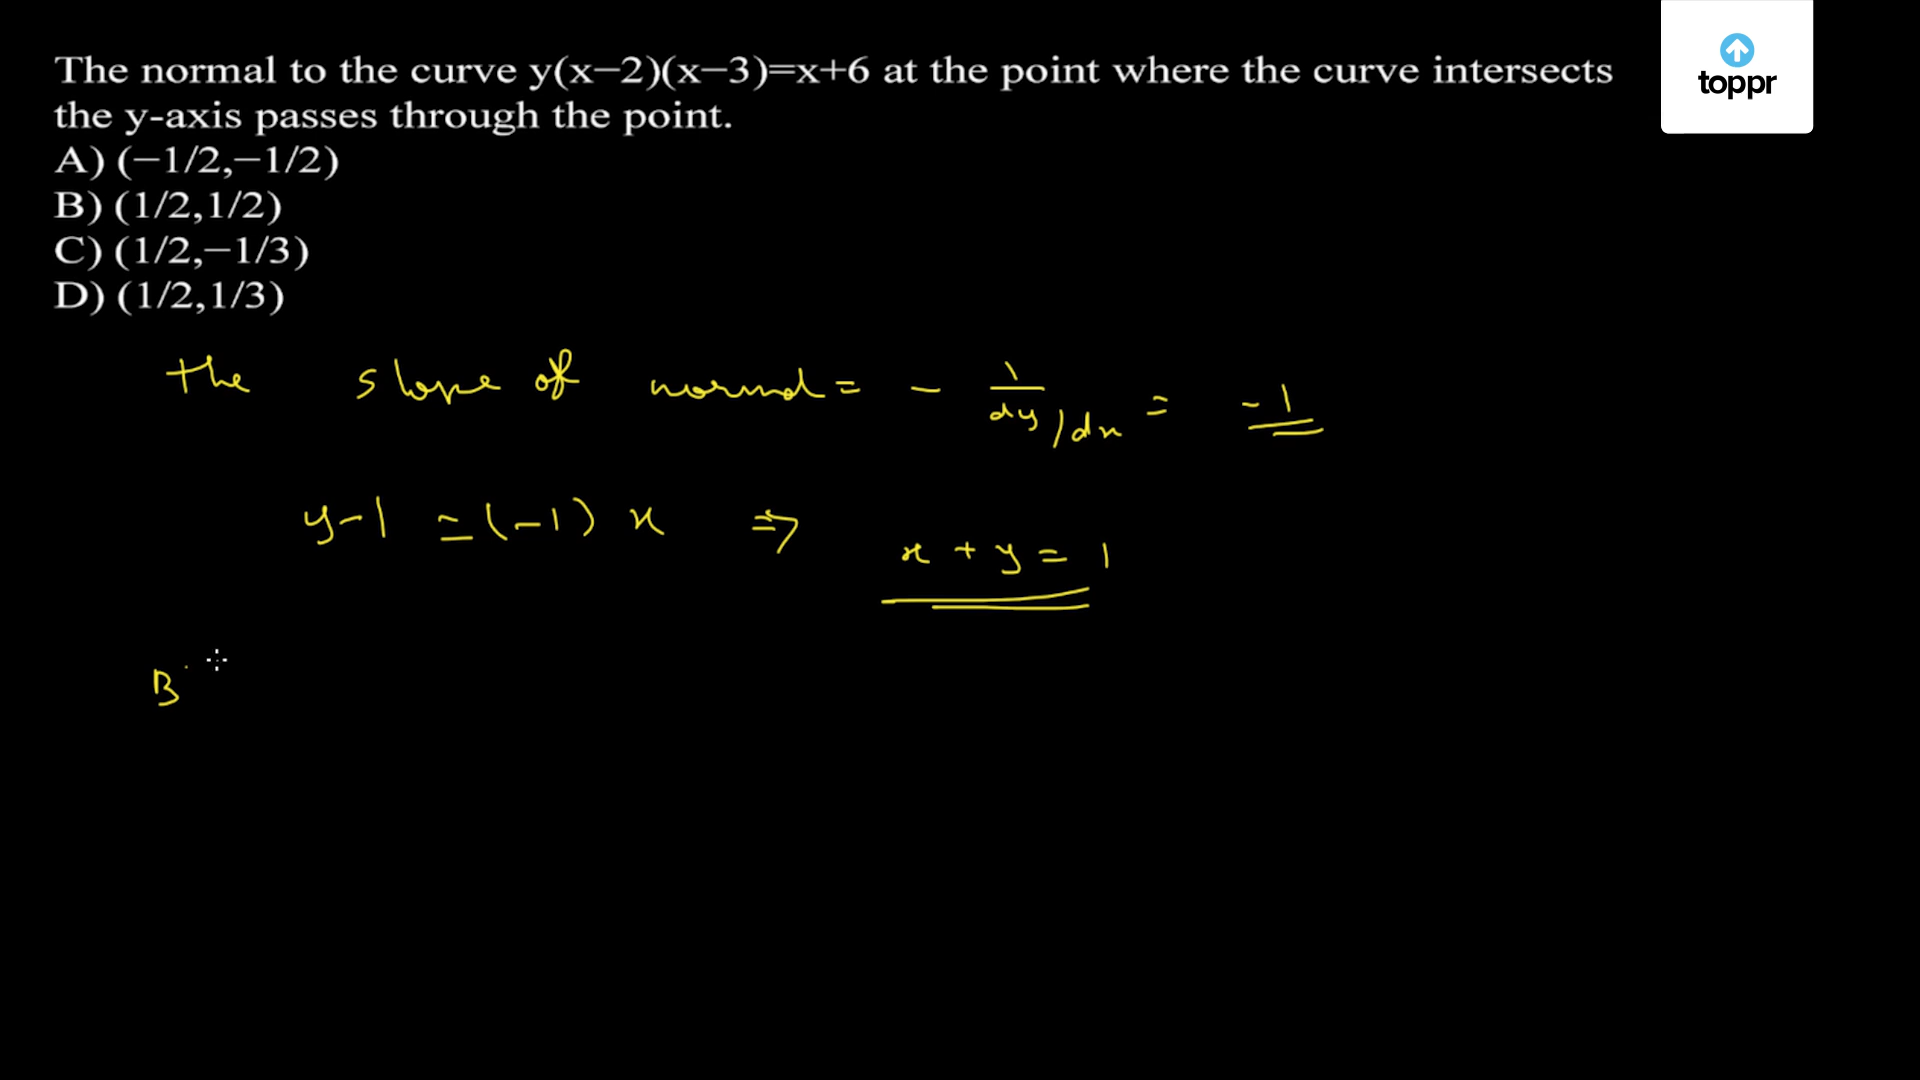 The normal to the curve y(x−2)(x−3)=x+6 at the point where the curve intersects
the y-axis passes through the point.
A) (−1/2,−1/2)
B) (1/2,1/2)
C) (1/2,−1/3)
D) (1/2,1/3)
toppr
the slope of normal = - 1/dy/dx = -1
y-1 = (-1) x ⇒ x + y = 1
B